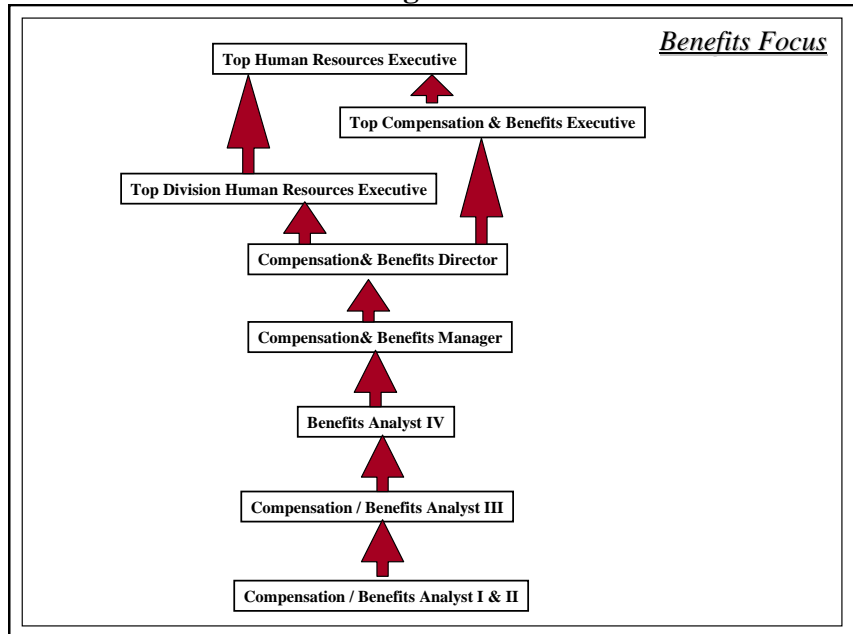 Benefits Focus
Top Human Resources Executive
Top Compensation & Benefits Executive
Top Division Human Resources Executive
Compensation& Benefits Director
Compensation& Benefits Manager
Benefits Analyst IV
Compensation / Benefits Analyst III
Compensation / Benefits Analyst I & II